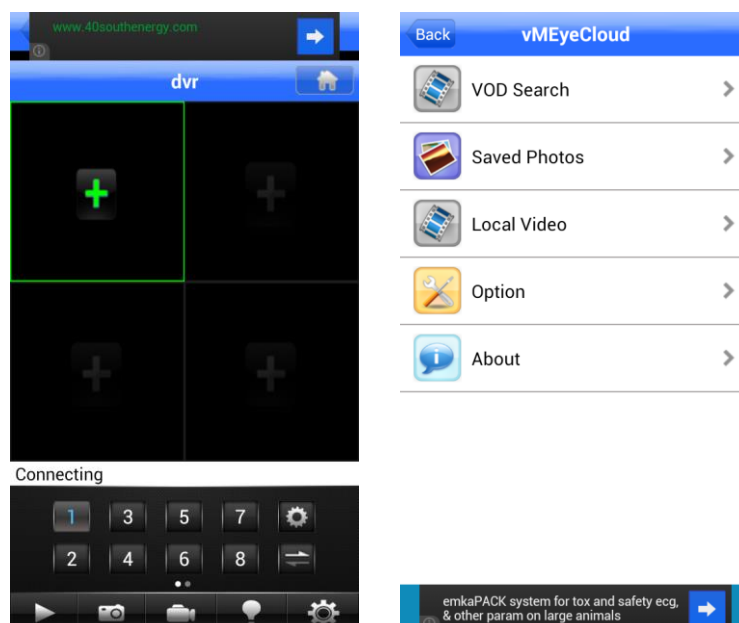 www.40southenergy.com
dvr
Connecting
1 3 5 7
2 4 6 8
Back vMEyeCloud
VOD Search
Saved Photos
Local Video
Option
About
emkaPACK system for tox and safety ecg,
& other param on large animals